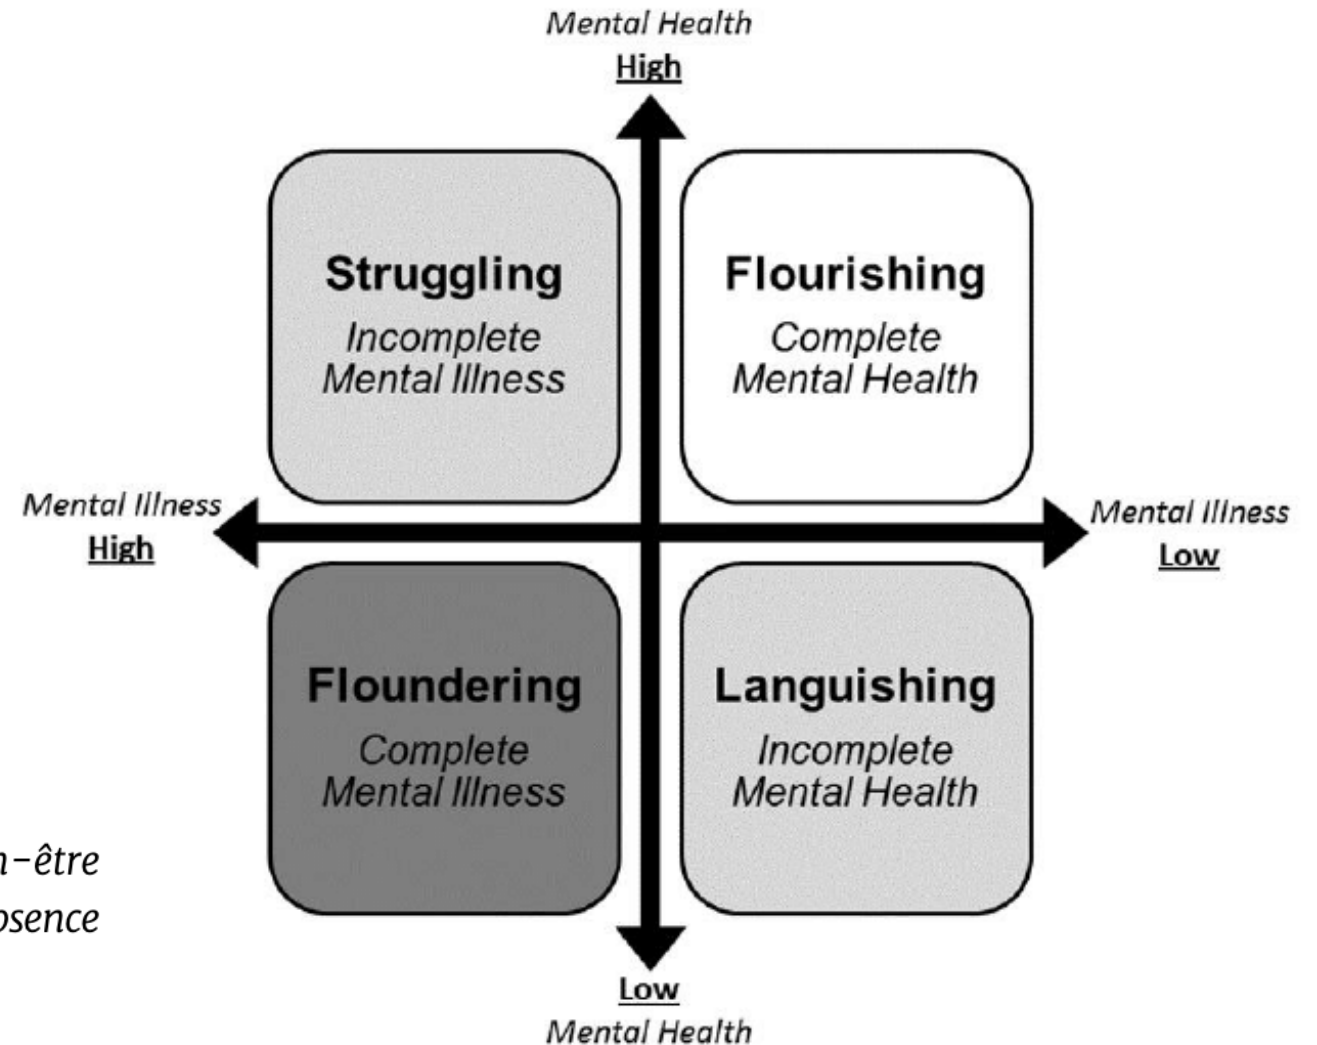 Mental Health
High
Struggling
Incomplete
Mental Illness
Flourishing
Complete
Mental Health
Mental Illness
High
Mental Illness
Low
Floundering
Complete
Mental Illness
Languishing
Incomplete
Mental Health
n-être
osence
Low
Mental Health